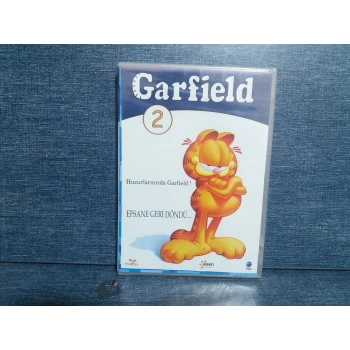 Garfield
2
Huzurlarınızda Garfield !
EFSANE GERİ DÖNDÜ...